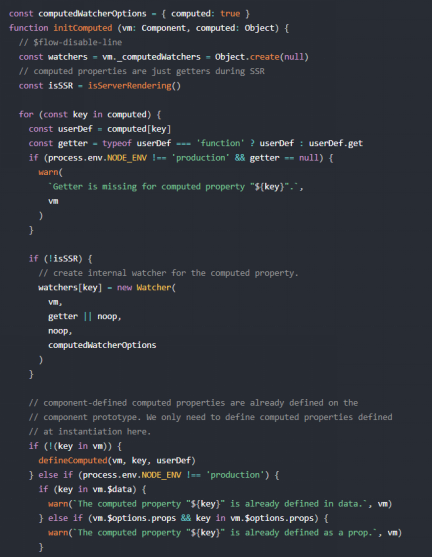 const computedWatcherOptions = { computed: true }
function initComputed (vm: Component, computed: Object) {
  // $flow-disable-line
  const watchers = vm._computedWatchers = Object.create(null)
  // computed properties are just getters during SSR
  const isSSR = isServerRendering()

  for (const key in computed) {
    const userDef = computed[key]
    const getter = typeof userDef === 'function' ? userDef : userDef.get
    if (process.env.NODE_ENV !== 'production' && getter == null) {
      warn(
        `Getter is missing for computed property "${key}".`,
        vm
      )
    }

    if (!isSSR) {
      // create internal watcher for the computed property.
      watchers[key] = new Watcher(
        vm,
        getter || noop,
        noop,
        computedWatcherOptions
      )
    }

    // component-defined computed properties are already defined on the
    // component prototype. We only need to define computed properties defined
    // at instantiation here.
    if (!(key in vm)) {
      defineComputed(vm, key, userDef)
    } else if (process.env.NODE_ENV !== 'production') {
      if (key in vm.$data) {
        warn(`The computed property "${key}" is already defined in data.`, vm)
      } else if (vm.$options.props && key in vm.$options.props) {
        warn(`The computed property "${key}" is already defined as a prop.`, vm)
      }